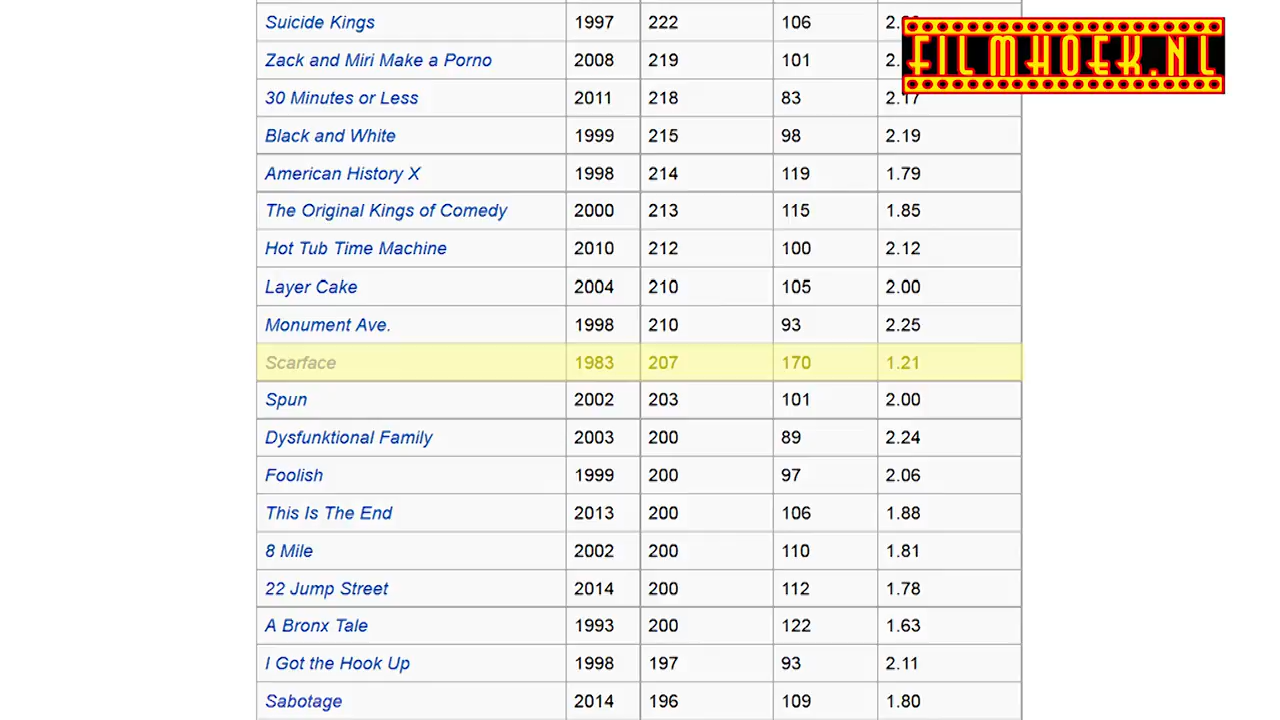 Suicide Kings 1997 222 106
FILMHOEK.NL
Zack and Miri Make a Porno 2008 219 101
30 Minutes or Less 2011 218 83 2.17
Black and White 1999 215 98 2.19
American History X 1998 214 119 1.79
The Original Kings of Comedy 2000 213 115 1.85
Hot Tub Time Machine 2010 212 100 2.12
Layer Cake 2004 210 105 2.00
Monument Ave. 1998 210 93 2.25
Scarface 1983 207 170 1.21
Spun 2002 203 101 2.00
Dysfunktional Family 2003 200 89 2.24
Foolish 1999 200 97 2.06
This Is The End 2013 200 106 1.88
8 Mile 2002 200 110 1.81
22 Jump Street 2014 200 112 1.78
A Bronx Tale 1993 200 122 1.63
I Got the Hook Up 1998 197 93 2.11
Sabotage 2014 196 109 1.80